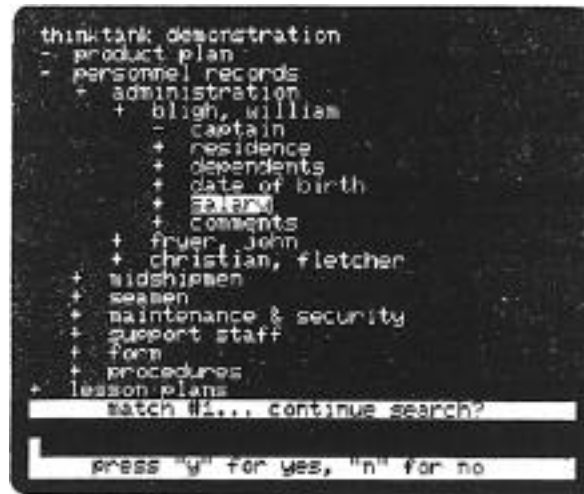 thinktank demonstration
- product plan
- personnel records
+ administration
+ bligh, william
- captain
+ residence
+ dependents
+ date of birth
+ salary
+ comments
+ fryer, john
+ christian, fletcher
+ midshipmen
+ seamen
+ maintenance & security
+ support staff
+ form
+ procedures
+ lesson plans
match #1... continue search?
press "y" for yes, "n" for no